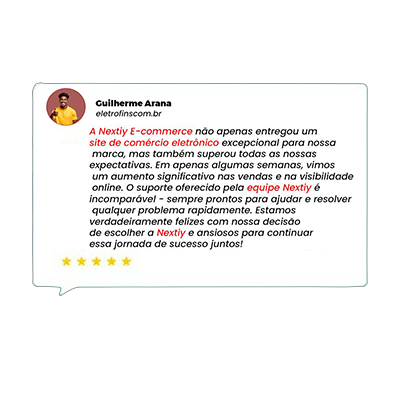 Guilherme Arana
eletrofinscom.br
A Nextiy E-commerce não apenas entregou um
site de comércio eletrônico excepcional para nossa
marca, mas também superou todas as nossas
expectativas. Em apenas algumas semanas, vimos
um aumento significativo nas vendas e na visibilidade
online. O suporte oferecido pela equipe Nextiy é
incomparável - sempre prontos para ajudar e resolver
qualquer problema rapidamente. Estamos
verdadeiramente felizes com nossa decisão
de escolher a Nextiy e ansiosos para continuar
essa jornada de sucesso juntos!